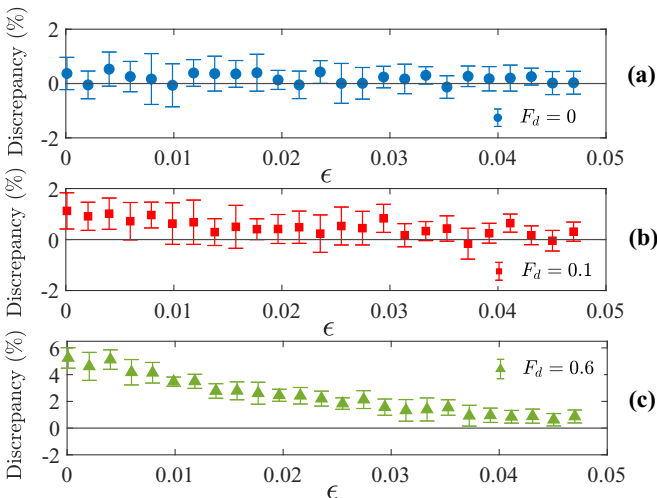 2
0
-2
Discrepancy (%)
0 0.01 0.02 0.03 0.04 0.05
ϵ
F_d = 0
(a)
2
0
-2
Discrepancy (%)
0 0.01 0.02 0.03 0.04 0.05
ϵ
F_d = 0.1
(b)
6
4
2
0
-2
Discrepancy (%)
0 0.01 0.02 0.03 0.04 0.05
ϵ
F_d = 0.6
(c)